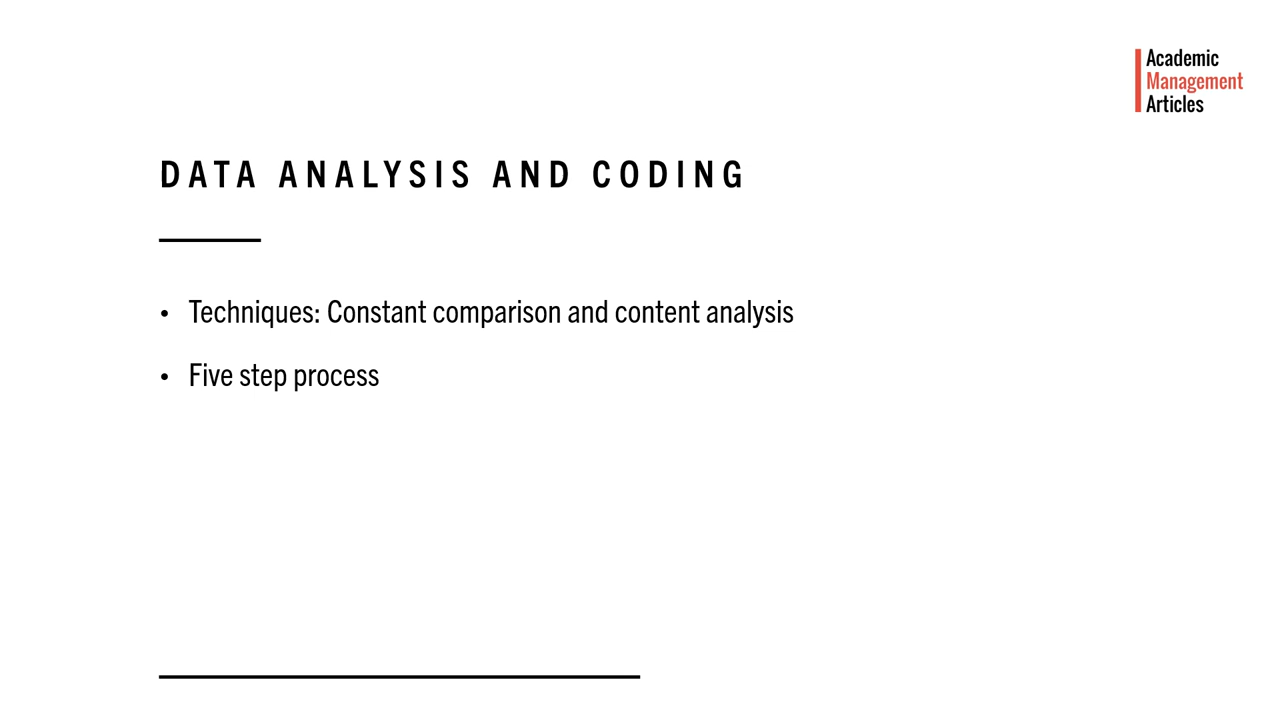 Academic
Management
Articles
DATA ANALYSIS AND CODING
• Techniques: Constant comparison and content analysis
• Five step process